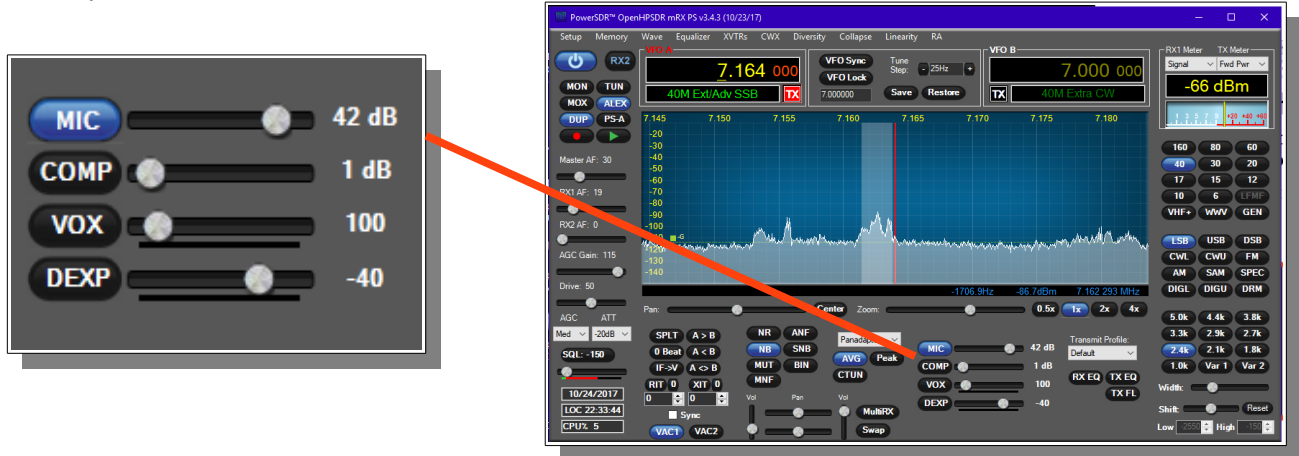 MIC 42 dB
COMP 1 dB
VOX 100
DEXP -40
PowerSDR™ OpenHPSDR mRX PS v3.4.3 (10/23/17)
Setup Memory Wave Equalizer XVTRs CWX Diversity Collapse Linearity RA
RX2
MON TUN
MOX ALEX
DUP PS-A
Master AF: 30
RX1 AF: 19
RX2 AF: 0
AGC Gain: 115
Drive: 50
AGC ATT
Med -20dB
SQL: -150
10/24/2017
LOC 22:33:44
CPU% 5
VFO A
7.164 000
40M Ext/Adv SSB TX
VFO Sync
VFO Lock
7.000000
Tune
Step: - 25Hz +
Save Restore
VFO B
7.000 000
TX 40M Extra CW
7.145 7.150 7.155 7.160 7.165 7.170 7.175 7.180
-20
-30
-40
-50
-60
-70
-80
-90
-100
-G
-120
-130
-140
-1706.9Hz -86.7dBm 7.162 293 MHz
Pan: Center Zoom: 0.5x 1x 2x 4x
SPLT A > B
0 Beat A < B
IF->V A <> B
RIT 0 XIT 0
0 0
Sync
VAC1 VAC2
NR ANF
NB SNB
MUT BIN
MNF
Vol Pan Vol
AVG Peak
CTUN
MultiRX
Swap
MIC 42 dB
COMP 1 dB
VOX 100
DEXP -40
Transmit Profile:
Default
RX EQ TX EQ
TX FL
RX1 Meter TX Meter
Signal Fwd Pwr
-66 dBm
1 3 5 7 9 +20 +40 +60
160 80 60
40 30 20
17 15 12
10 6 LFMF
VHF+ WWV GEN
LSB USB DSB
CWL CWU FM
AM SAM SPEC
DIGL DIGU DRM
5.0k 4.4k 3.8k
3.3k 2.9k 2.7k
2.4k 2.1k 1.8k
1.0k Var 1 Var 2
Width:
Shift: Reset
Low -2550 High -150